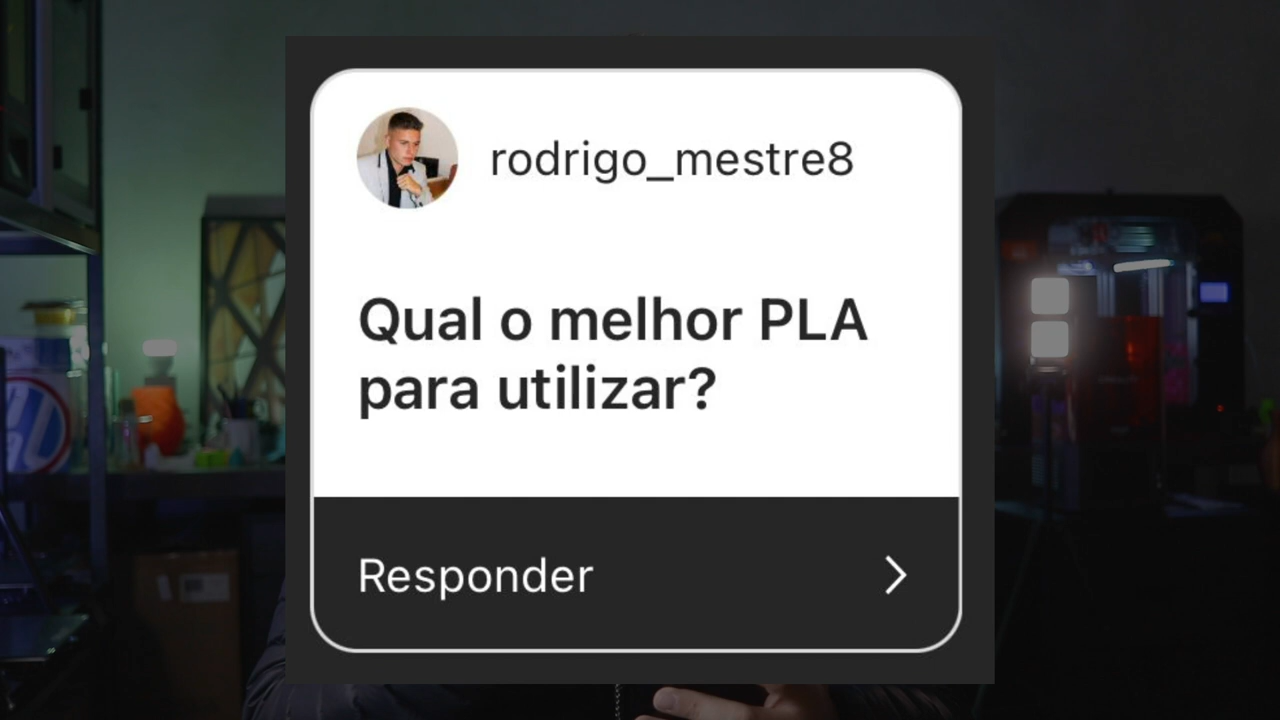 rodrigo_mestre8
Qual o melhor PLA
para utilizar?
Responder